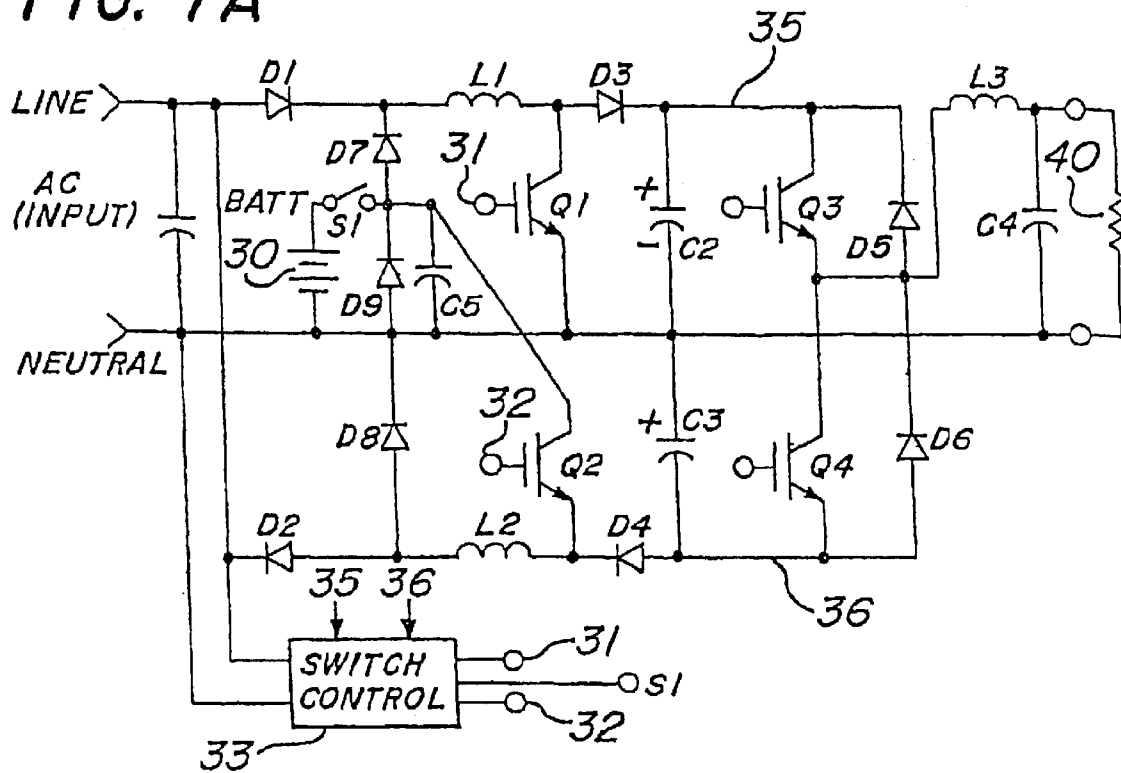 FIG. 7A
35
D1 L1 D3 L3
LINE
D7 31 40
AC
(INPUT)
BATT S1 Q1 + Q3
- C2 D5 C4
30 D9 C5
NEUTRAL
32 + C3
D8 Q2 Q4 D6
D2 L2 D4
35 36
36
SWITCH
CONTROL
31
S1
32
33